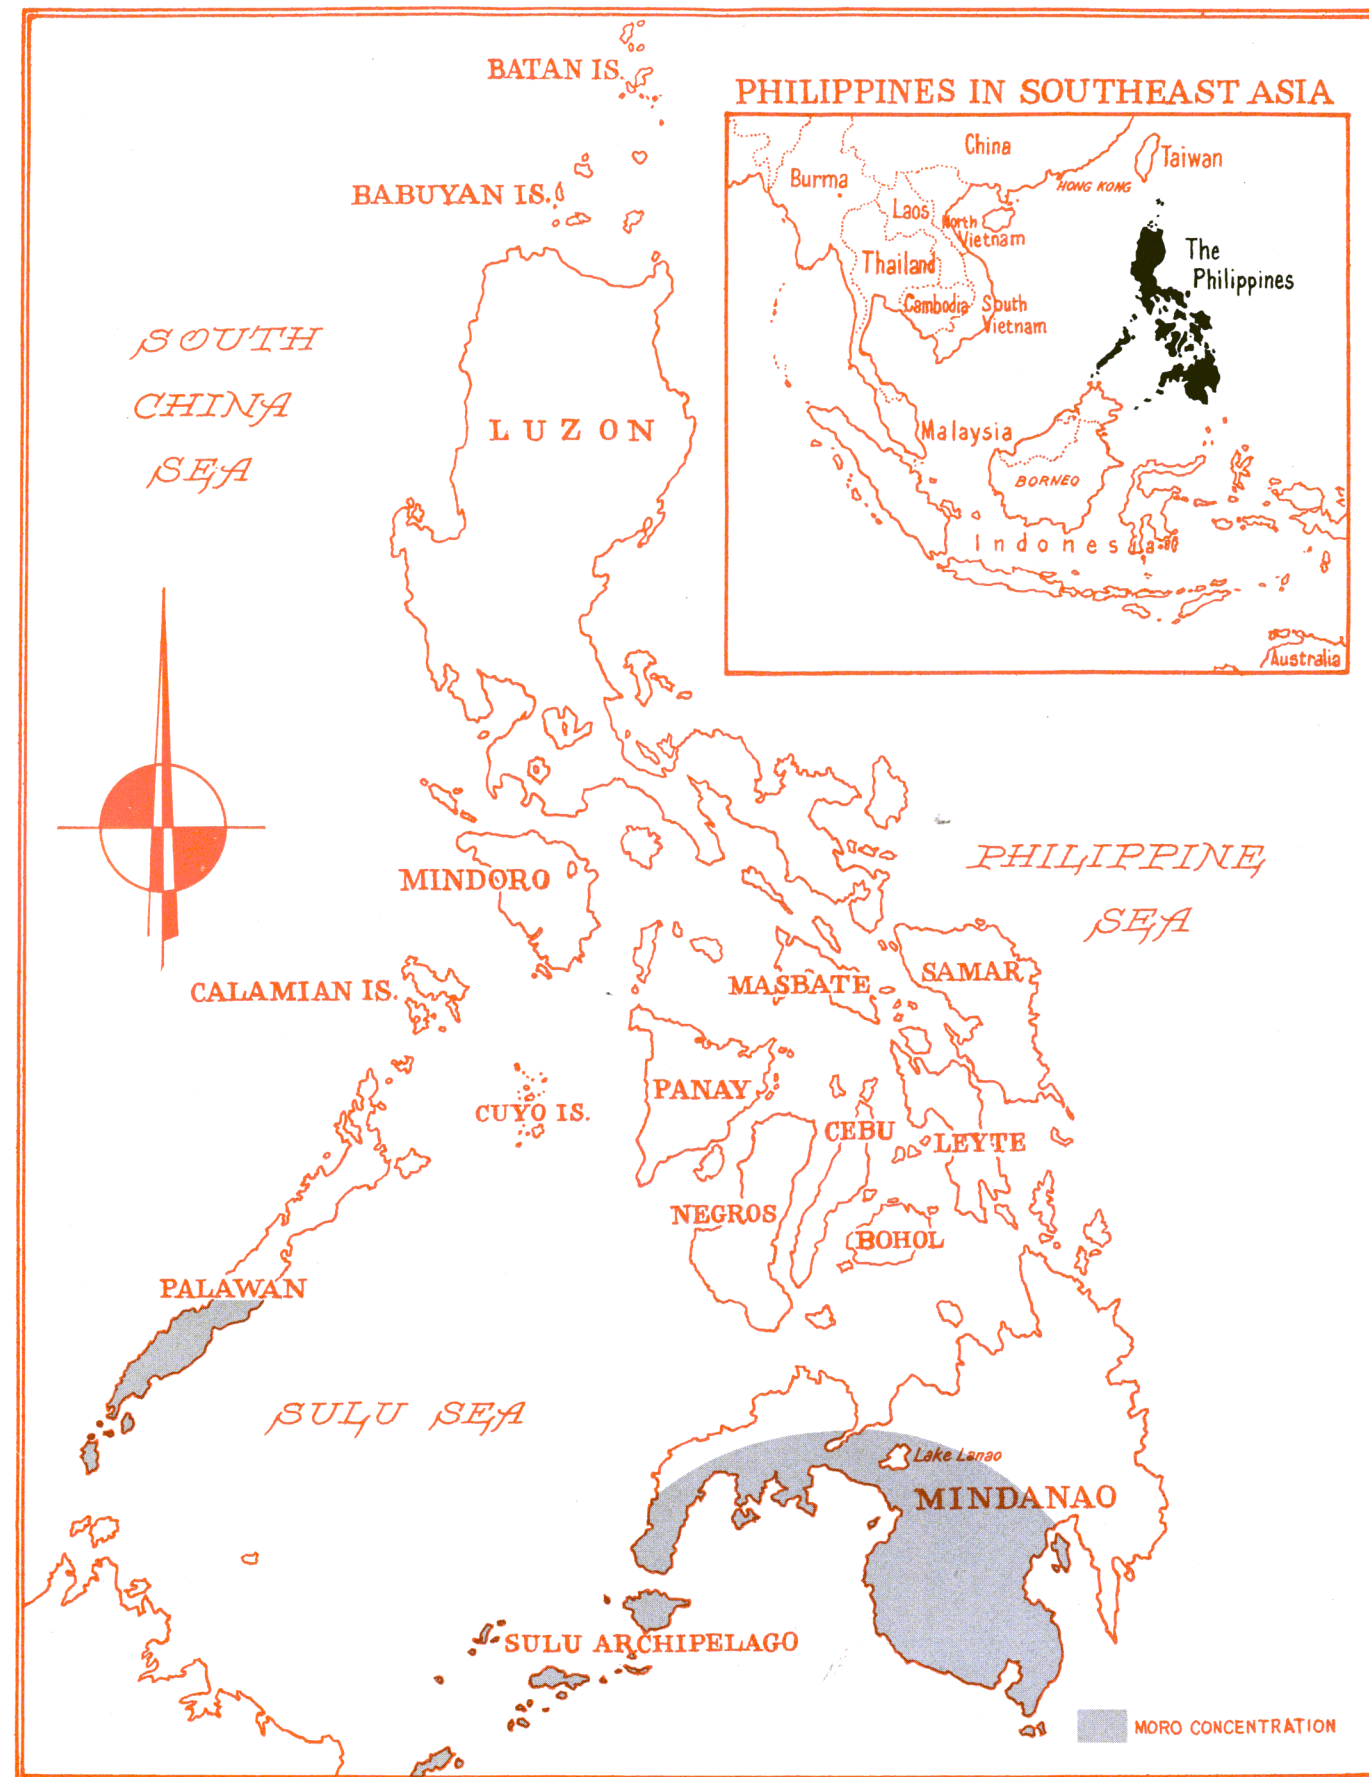 BATAN IS.
PHILIPPINES IN SOUTHEAST ASIA
China
Taiwan
Burma
HONG KONG
BABUYAN IS.
Laos
North
Vietnam
The
Philippines
Thailand
Cambodia
South
Vietnam
SOUTH
CHINA
SEA
LUZON
Malaysia
BORNEO
Indonesia
Australia
PHILIPPINE
SEA
MINDORO
MASBATE
SAMAR
CALAMIAN IS.
PANAY
CUYO IS.
CEBU
LEYTE
NEGROS
BOHOL
PALAWAN
SULU SEA
Lake Lanao
MINDANAO
SULU ARCHIPELAGO
MORO CONCENTRATION